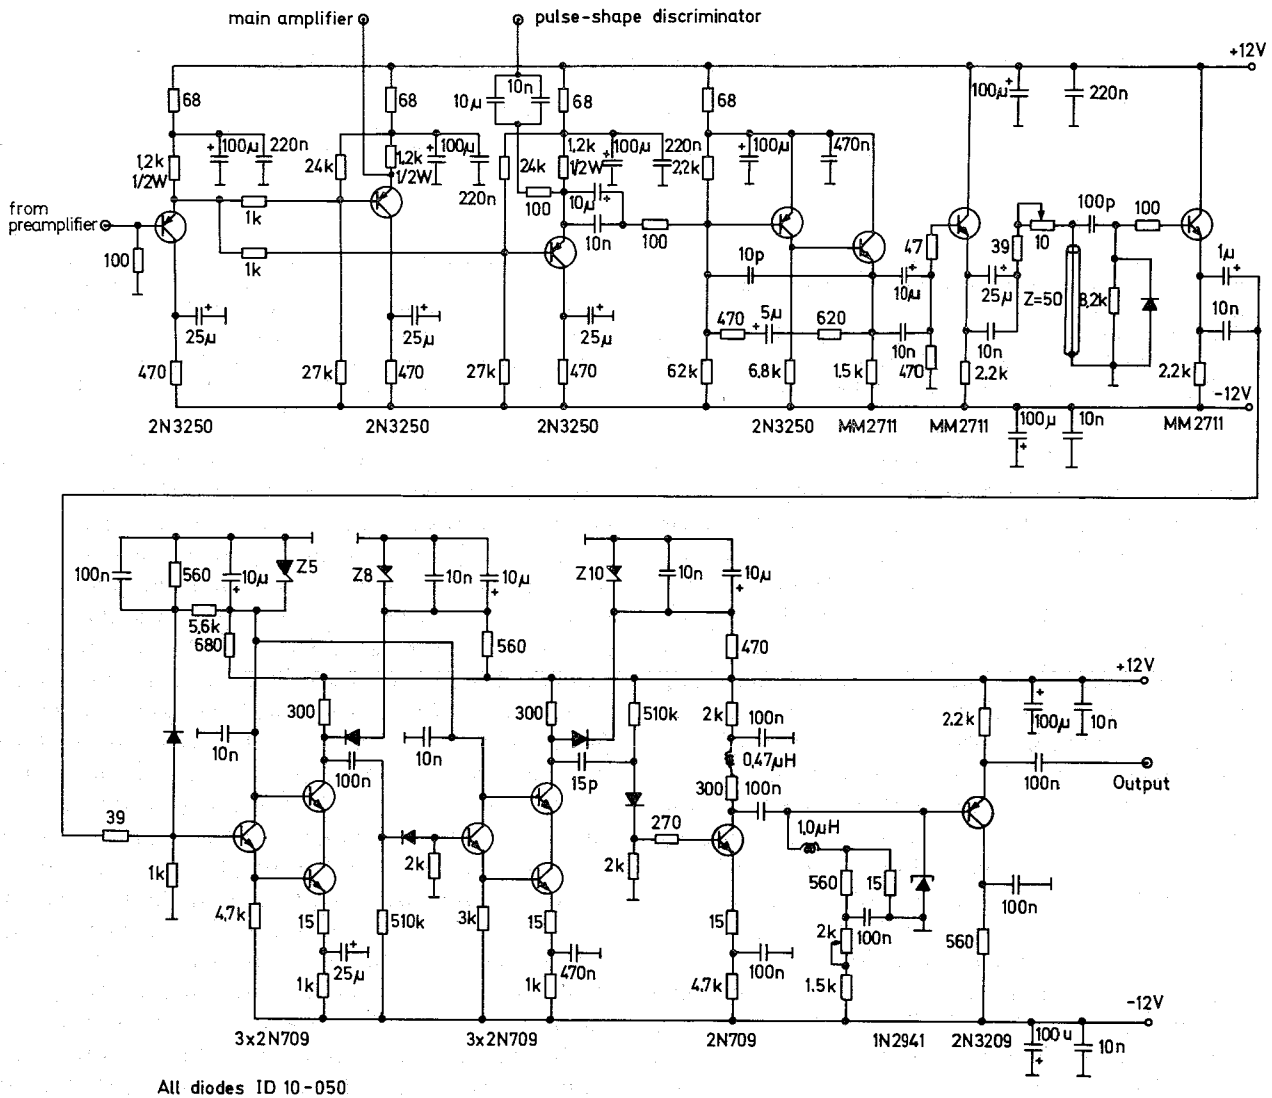 main amplifier
pulse-shape discriminator
+12V
10µ
10n
100µ
220n
68
68
68
68
1,2k
1/2W
100µ
220n
24k
1,2k
1/2W
100µ
220n
24k
1,2k
1/2W
100µ
220n
2,2k
100µ
470n
from
preamplifier
100
1k
1k
100
10µ
10n
100
10p
47
10µ
39
25µ
10
100p
100
1µ
10n
Z=50
8,2k
25µ
25µ
25µ
470
5µ
620
10n
470
10n
470
27k
470
27k
470
62k
6,8k
1,5k
2,2k
2,2k
-12V
2N3250
2N3250
2N3250
2N3250
MM2711
MM2711
100µ
10n
MM2711
100n
560
10µ
Z5
Z8
10n
10µ
Z10
10n
10µ
5,6k
680
560
470
+12V
300
300
510k
2k
100n
2,2k
100µ
10n
10n
10n
0,47µH
100n
15p
300
100n
100n
Output
39
270
1,0µH
1k
2k
2k
560
15
4,7k
15
510k
3k
15
15
2k
100n
560
100n
25µ
470n
100n
1k
1k
4,7k
1.5k
-12V
3x2N709
3x2N709
2N709
1N2941
2N3209
100u
10n
All diodes ID 10-050